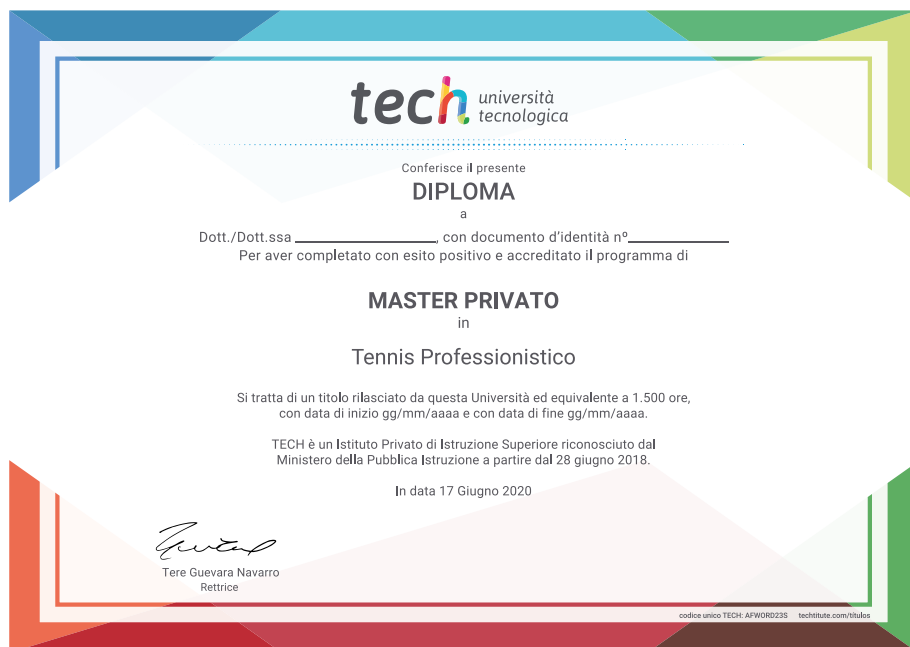 tech università
tecnologica
Conferisce il presente
DIPLOMA
a
Dott./Dott.ssa ____________________, con documento d'identità nº______________
Per aver completato con esito positivo e accreditato il programma di
MASTER PRIVATO
in
Tennis Professionistico
Si tratta di un titolo rilasciato da questa Università ed equivalente a 1.500 ore,
con data di inizio gg/mm/aaaa e con data di fine gg/mm/aaaa.
TECH è un Istituto Privato di Istruzione Superiore riconosciuto dal
Ministero della Pubblica Istruzione a partire dal 28 giugno 2018.
In data 17 Giugno 2020
Tere Guevara Navarro
Rettrice
codice unico TECH: AFWORD23S techtitute.com/titulos